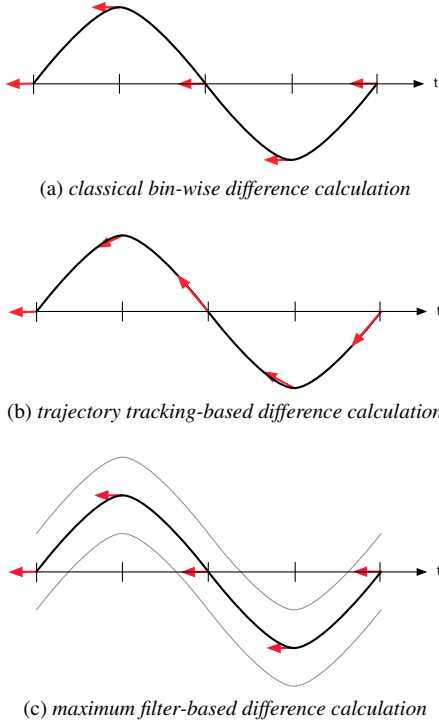 t
(a) classical bin-wise difference calculation
t
(b) trajectory tracking-based difference calculation
t
(c) maximum filter-based difference calculation